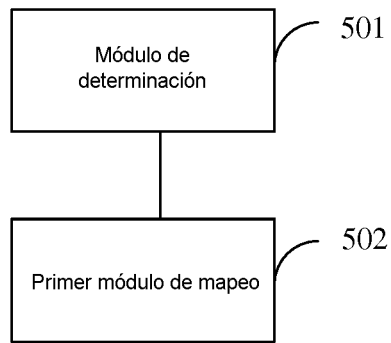 Módulo de
determinación
501
Primer módulo de mapeo
502